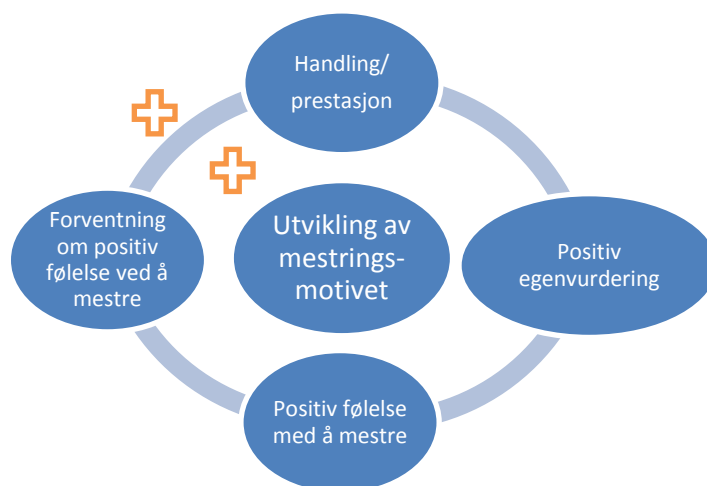 Handling/
prestasjon
Forventning
om positiv
følelse ved å
mestre
Utvikling av
mestrings-
motivet
Positiv
egenvurdering
Positiv følelse
med å mestre